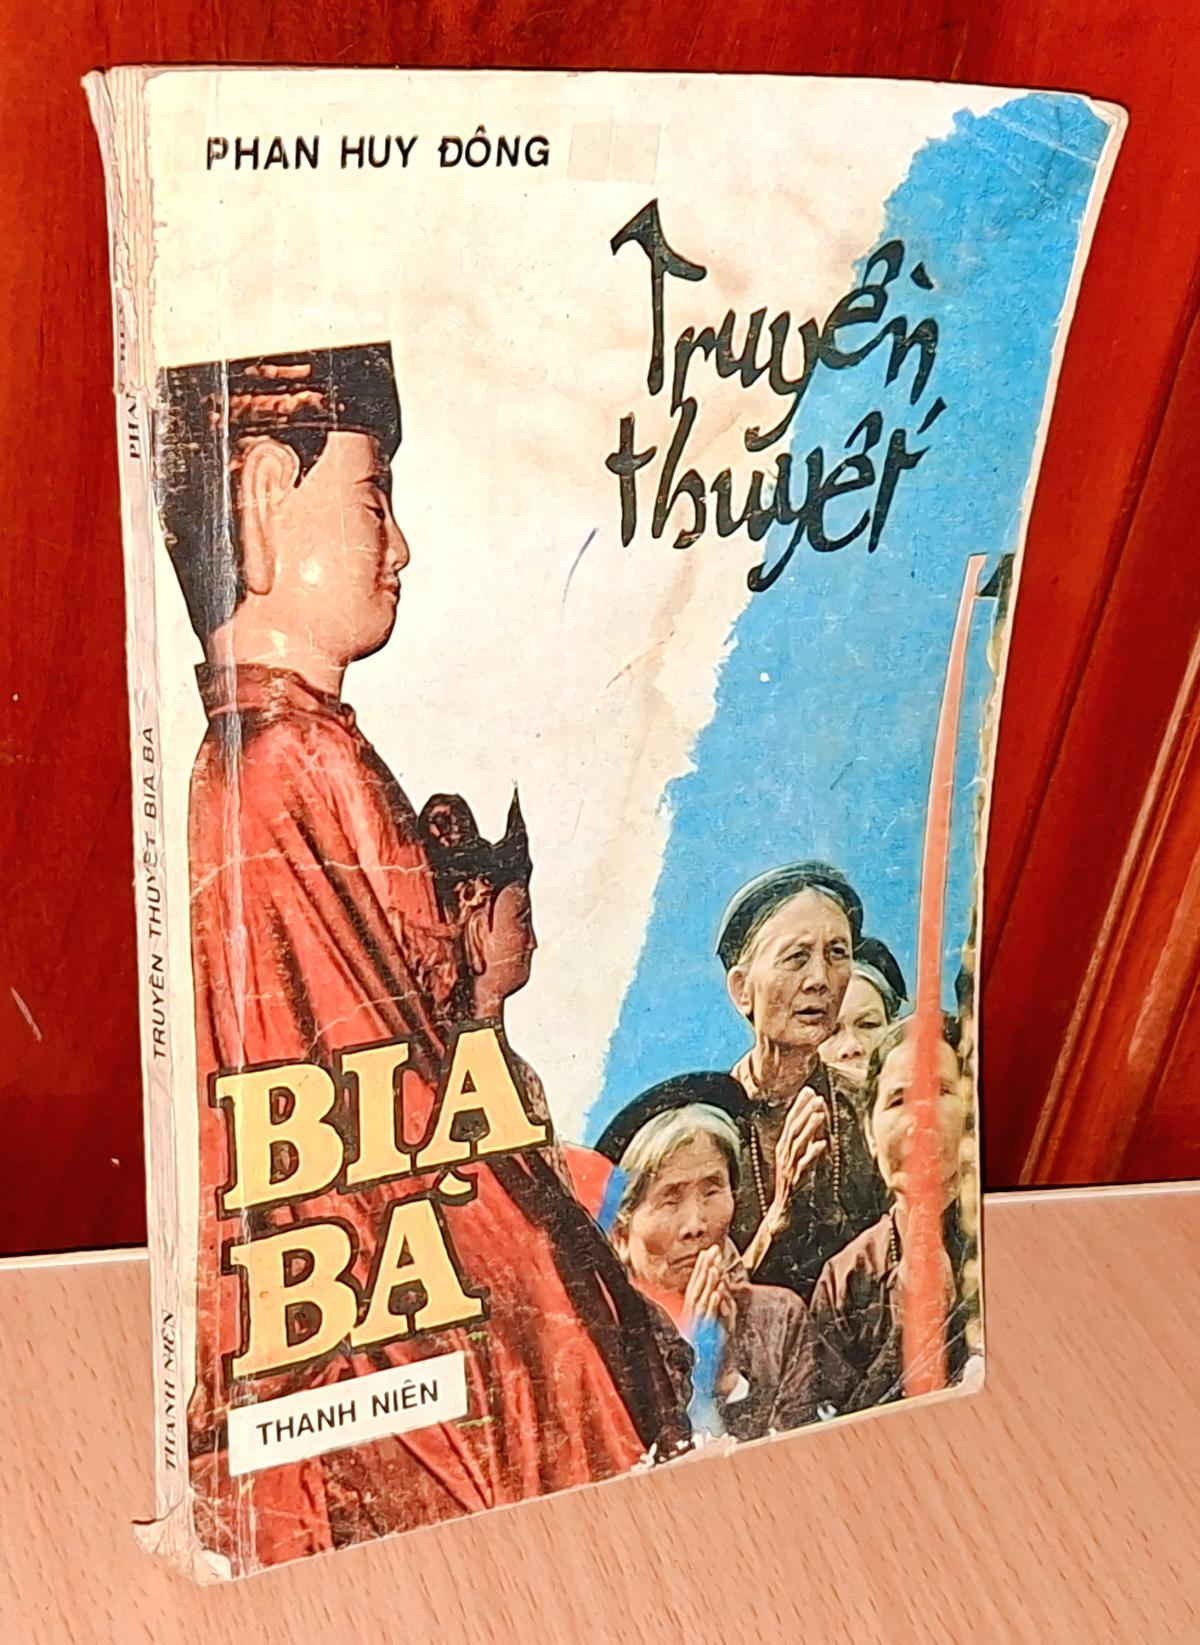 PHAN HUY ĐÔNG
Truyền
thuyết
BIA
BÀ
THANH NIÊN
TRUYỀN THUYẾT BIA BÀ
THANH NIÊN